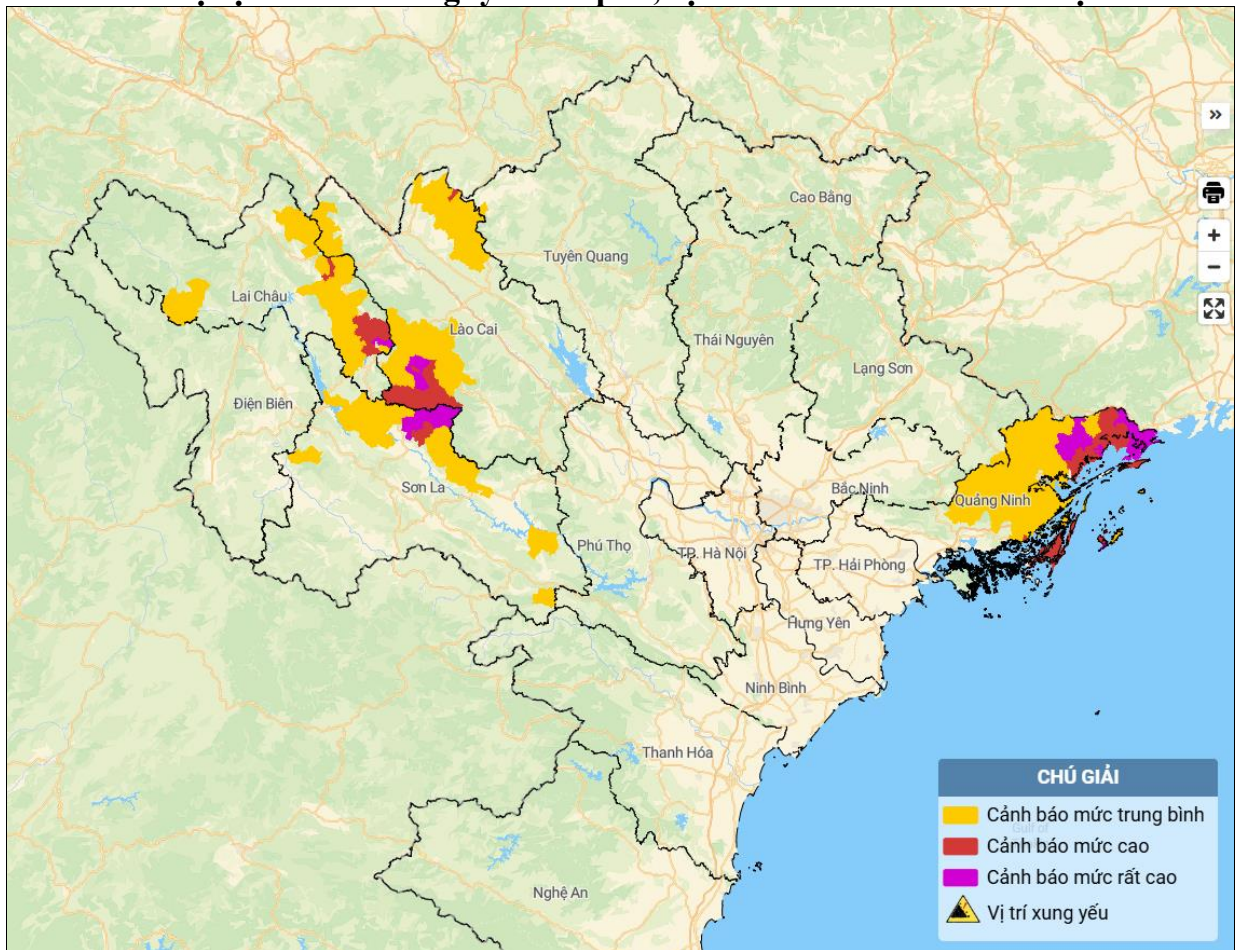 »
Cao Bằng
Tuyên Quang
Lai Châu
Lào Cai
Thái Nguyên
Lạng Sơn
Điện Biên
Sơn La
Bắc Ninh
Quảng Ninh
Phú Thọ
TP. Hà Nội
TP. Hải Phòng
Hưng Yên
Ninh Bình
Thanh Hóa
Nghệ An
+
−
CHÚ GIẢI
Cảnh báo mức trung bình
Cảnh báo mức cao
Cảnh báo mức rất cao
Vị trí xung yếu